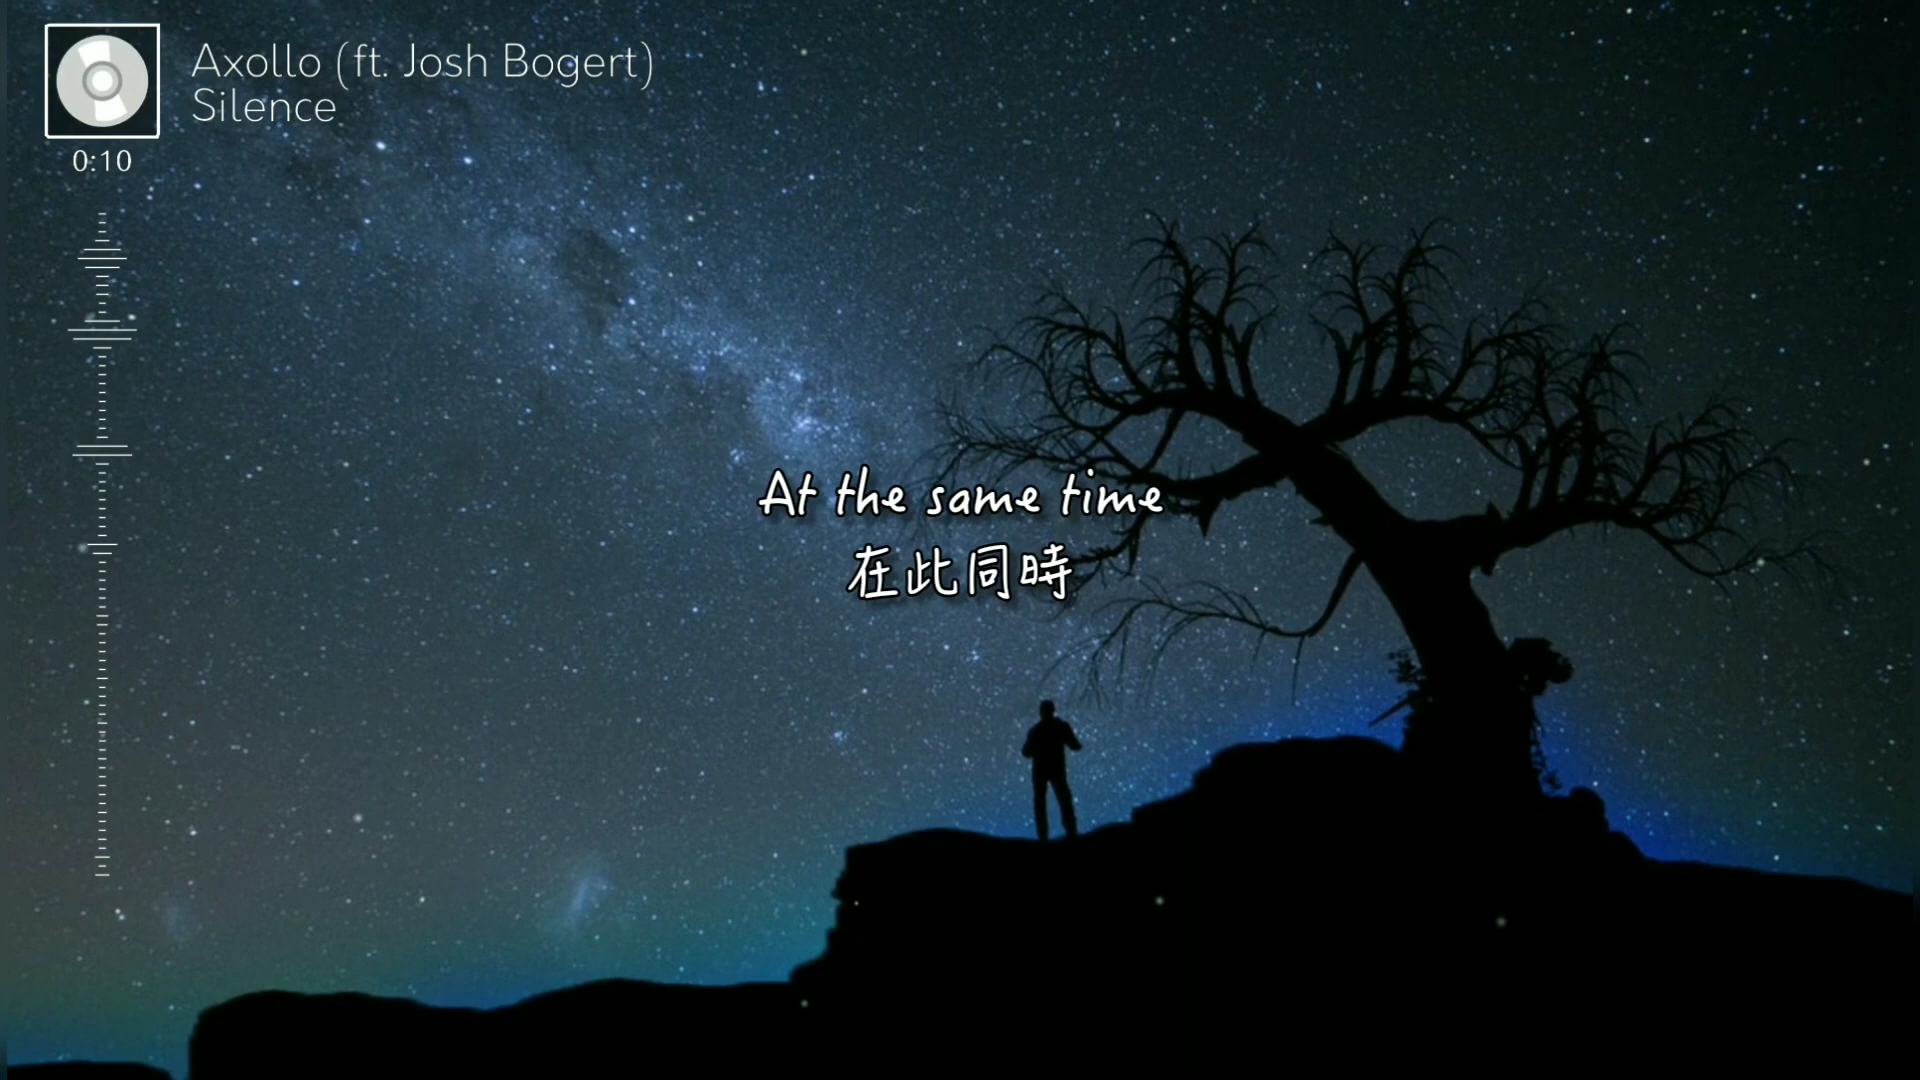 Axollo (ft. Josh Bogert)
Silence
0:10
At the same time
在此同時